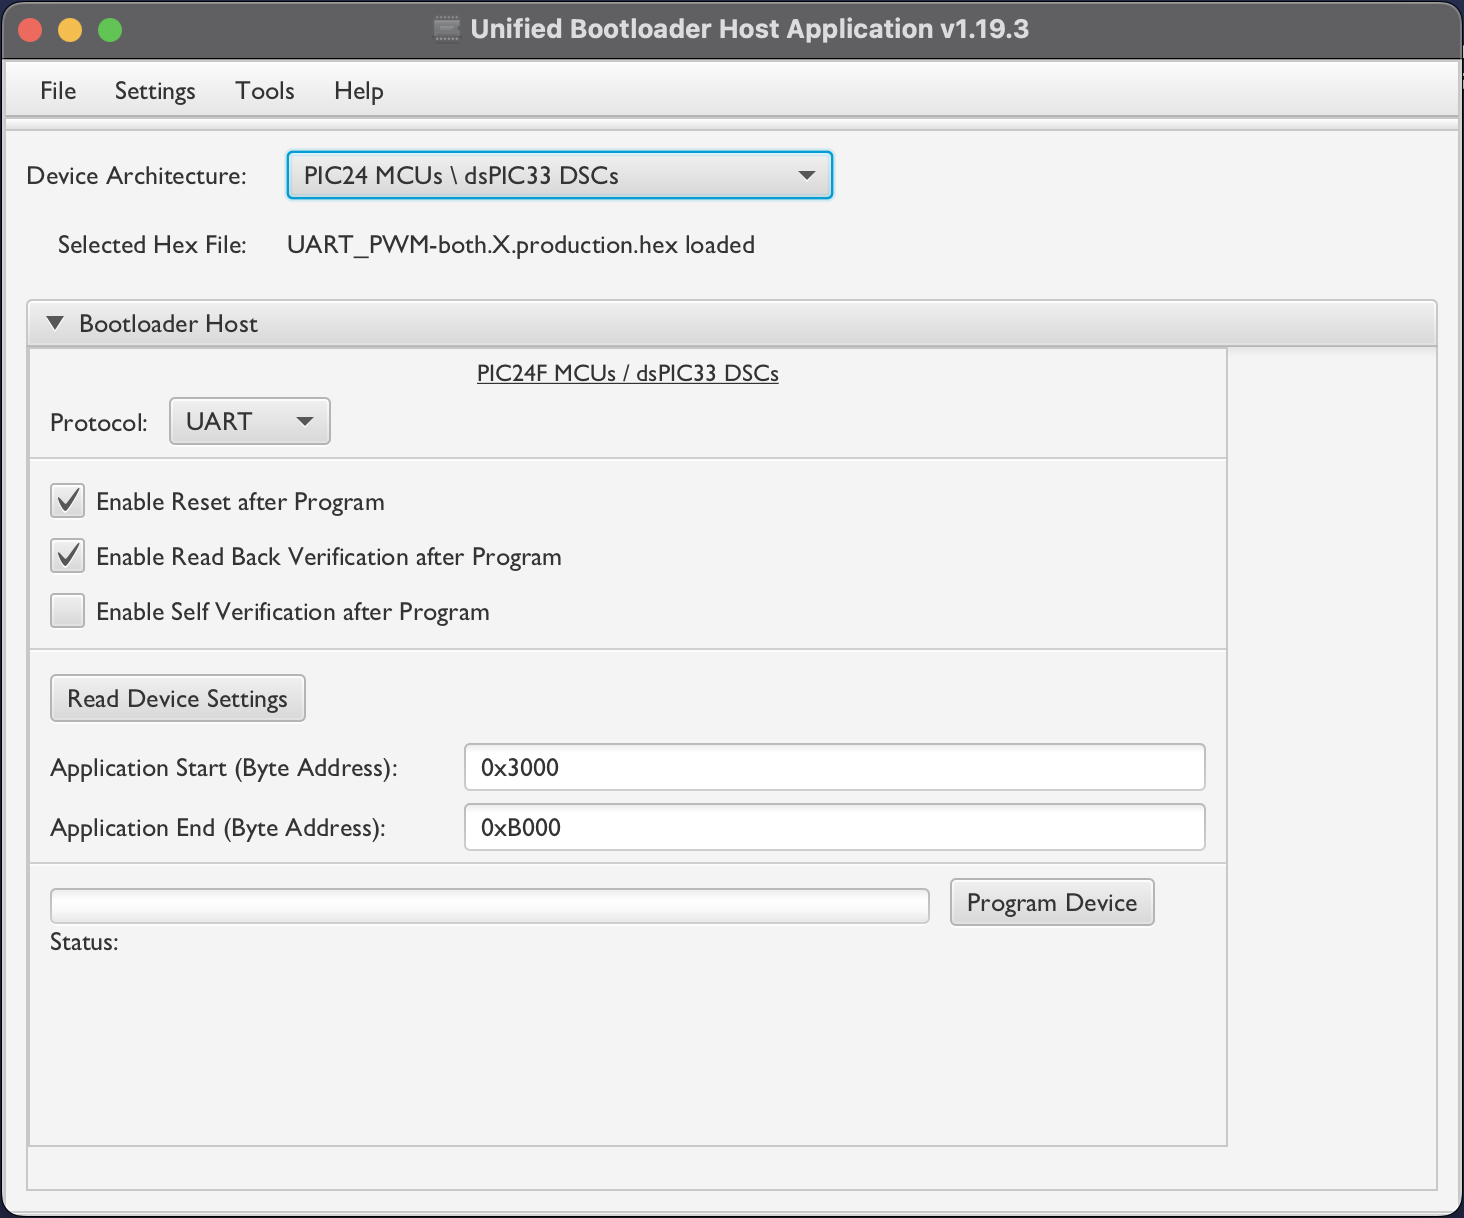 Unified Bootloader Host Application v1.19.3
File Settings Tools Help
Device Architecture: PIC24 MCUs \ dsPIC33 DSCs
Selected Hex File: UART_PWM-both.X.production.hex loaded
Bootloader Host
PIC24F MCUs / dsPIC33 DSCs
Protocol: UART
Enable Reset after Program
Enable Read Back Verification after Program
Enable Self Verification after Program
Read Device Settings
Application Start (Byte Address): 0x3000
Application End (Byte Address): 0xB000
Program Device
Status: